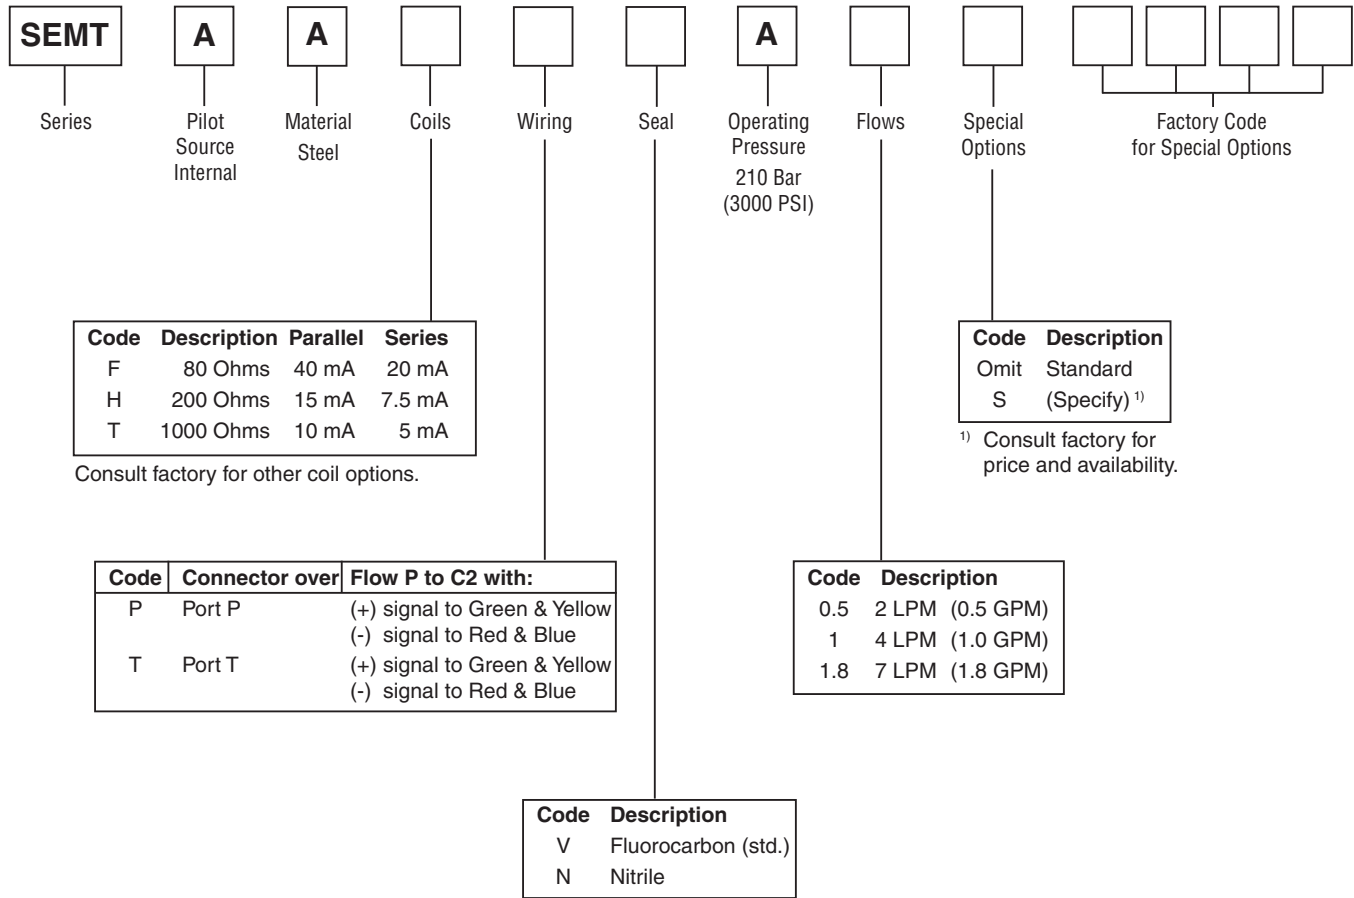 SEMT A A A
Series
Pilot
Source
Internal
Material
Steel
Coils
Wiring
Seal
Operating
Pressure
210 Bar
(3000 PSI)
Flows
Special
Options
Factory Code
for Special Options
Code Description Parallel Series
F 80 Ohms 40 mA 20 mA
H 200 Ohms 15 mA 7.5 mA
T 1000 Ohms 10 mA 5 mA
Consult factory for other coil options.
Code Description
Omit Standard
S (Specify) 1)
1) Consult factory for
price and availability.
Code Connector over Flow P to C2 with:
P Port P (+) signal to Green & Yellow
(-) signal to Red & Blue
T Port T (+) signal to Green & Yellow
(-) signal to Red & Blue
Code Description
0.5 2 LPM (0.5 GPM)
1 4 LPM (1.0 GPM)
1.8 7 LPM (1.8 GPM)
Code Description
V Fluorocarbon (std.)
N Nitrile